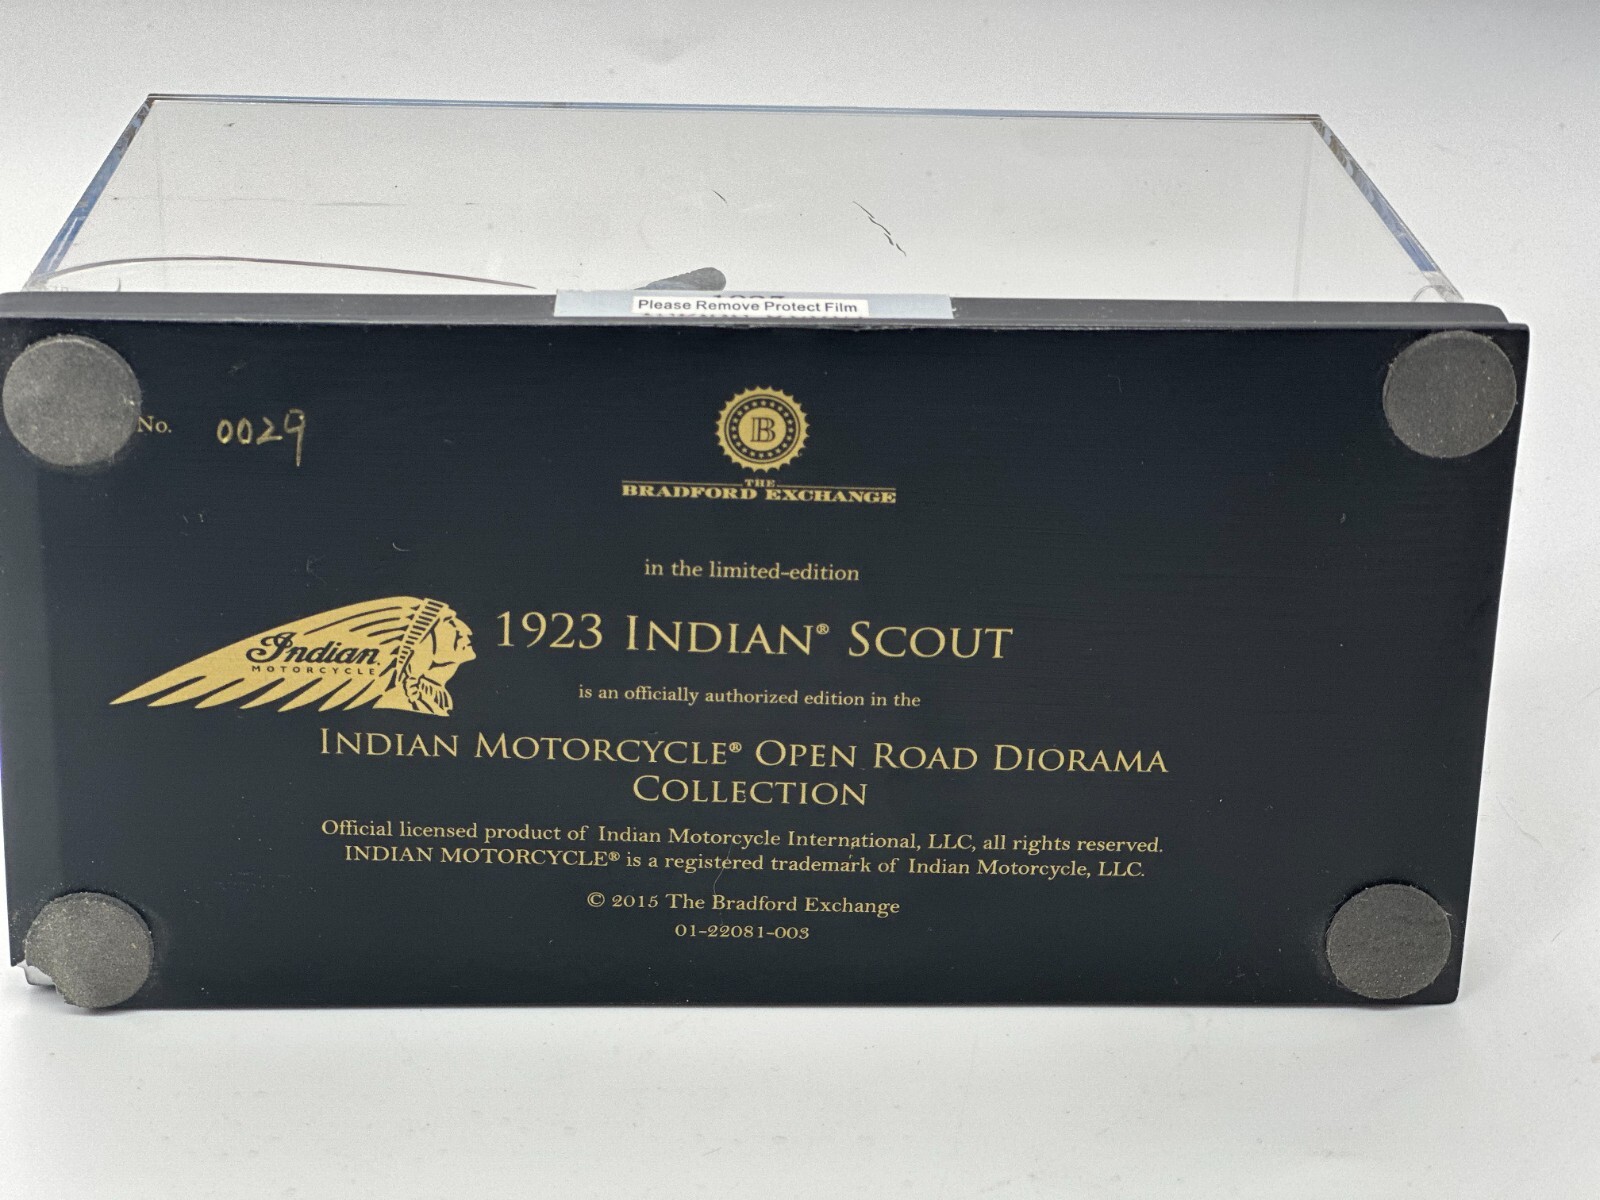 Please Remove Protect Film
No. 0029
B
THE
BRADFORD EXCHANGE
in the limited-edition
1923 INDIAN® SCOUT
Indian
MOTORCYCLE
is an officially authorized edition in the
INDIAN MOTORCYCLE® OPEN ROAD DIORAMA
COLLECTION
Official licensed product of Indian Motorcycle International, LLC, all rights reserved.
INDIAN MOTORCYCLE® is a registered trademark of Indian Motorcycle, LLC.
© 2015 The Bradford Exchange
01-22081-003